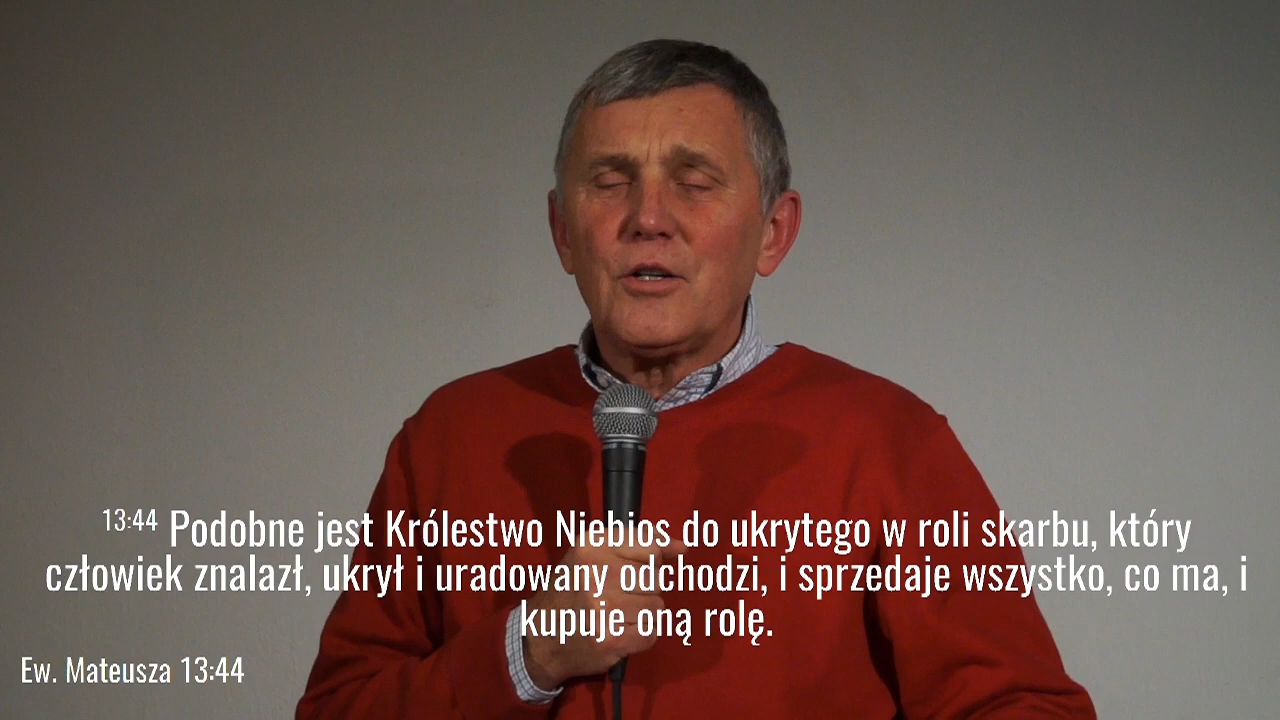 13:44 Podobne jest Królestwo Niebios do ukrytego w roli skarbu, który
człowiek znalazł, ukrył i uradowany odchodzi, i sprzedaje wszystko, co ma, i
kupuje oną rolę.
Ew. Mateusza 13:44